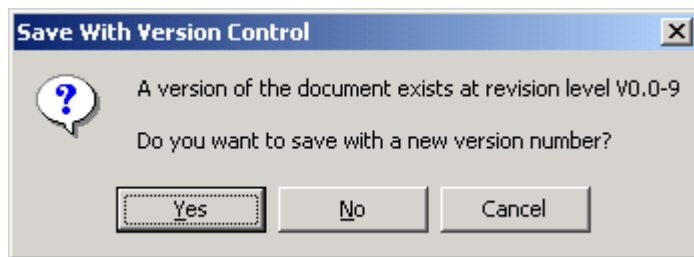 Save With Version Control
A version of the document exists at revision level V0.0-9
Do you want to save with a new version number?
Yes No Cancel